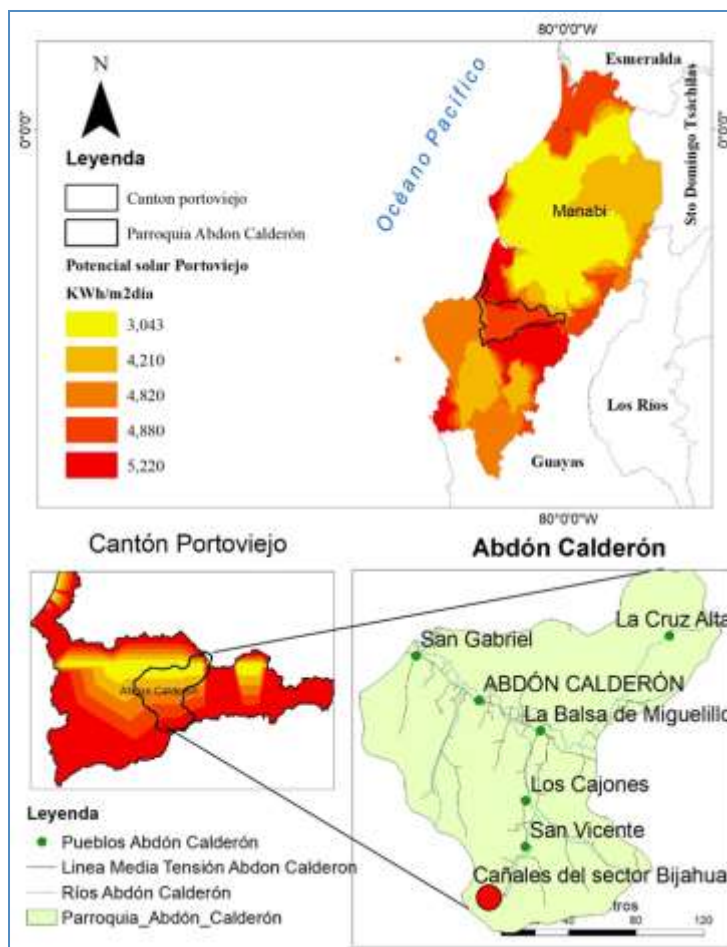 80°0'0"W
Esmeralda
N
Océano Pacífico
Sto Domingo Tsáchilas
0°0'0"
0°0'0"
Leyenda
Canton portoviejo
Parroquia Abdon Calderón
Manabí
Potencial solar Portoviejo
KWh/m2día
3,043
4,210
4,820
4,880
5,220
Los Ríos
Guayas
80°0'0"W
Cantón Portoviejo
Abdón Calderón
La Cruz Alta
San Gabriel
ABDÓN CALDERÓN
La Balsa de Miguelillo
Los Cajones
San Vicente
Cañales del sector Bijahua
tros
80
120
Leyenda
Pueblos Abdón Calderón
Linea Media Tensión Abdon Calderon
Ríos Abdón Calderón
Parroquia_Abdón_Calderón